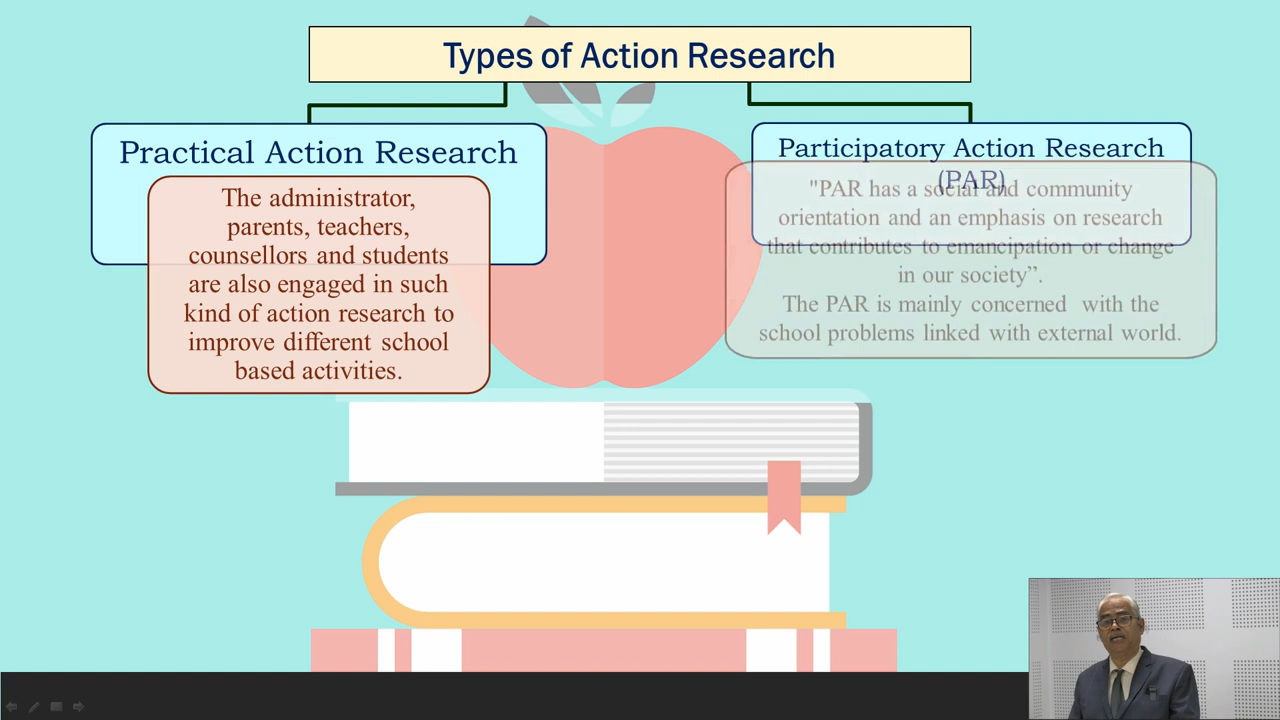 Types of Action Research
Practical Action Research
The administrator,
parents, teachers,
counsellors and students
are also engaged in such
kind of action research to
improve different school
based activities.
Participatory Action Research
(PAR)
"PAR has a social and community
orientation and an emphasis on research
that contributes to emancipation or change
in our society”.
The PAR is mainly concerned with the
school problems linked with external world.